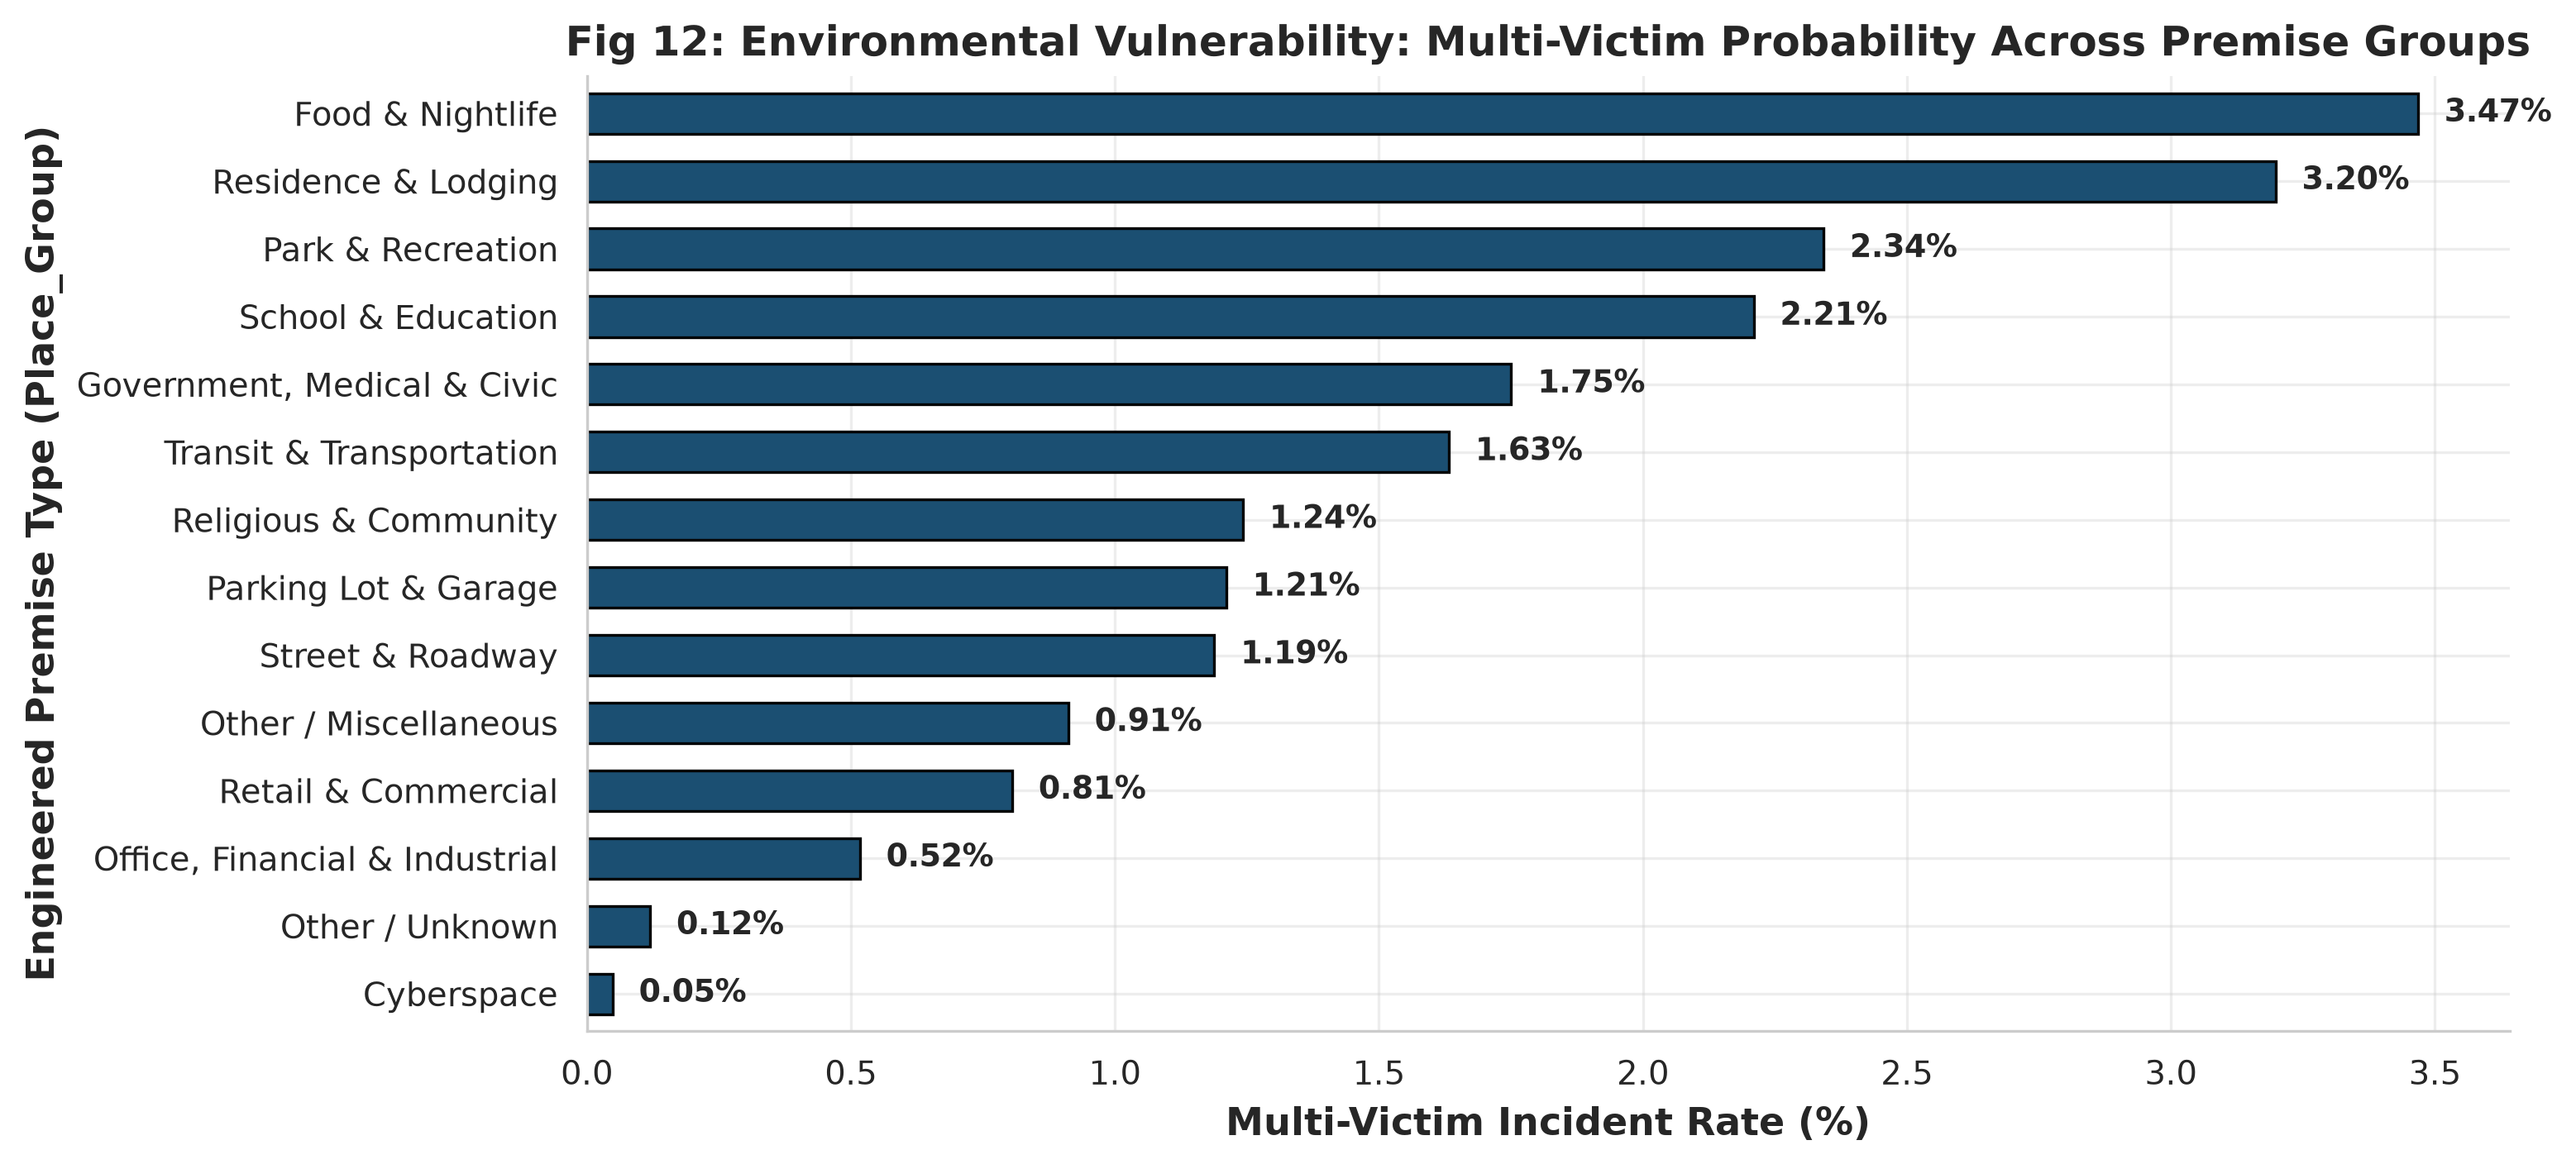 Fig 12: Environmental Vulnerability: Multi-Victim Probability Across Premise Groups
Engineered Premise Type (Place_Group)
Food & Nightlife 3.47%
Residence & Lodging 3.20%
Park & Recreation 2.34%
School & Education 2.21%
Government, Medical & Civic 1.75%
Transit & Transportation 1.63%
Religious & Community 1.24%
Parking Lot & Garage 1.21%
Street & Roadway 1.19%
Other / Miscellaneous 0.91%
Retail & Commercial 0.81%
Office, Financial & Industrial 0.52%
Other / Unknown 0.12%
Cyberspace 0.05%
0.0 0.5 1.0 1.5 2.0 2.5 3.0 3.5
Multi-Victim Incident Rate (%)